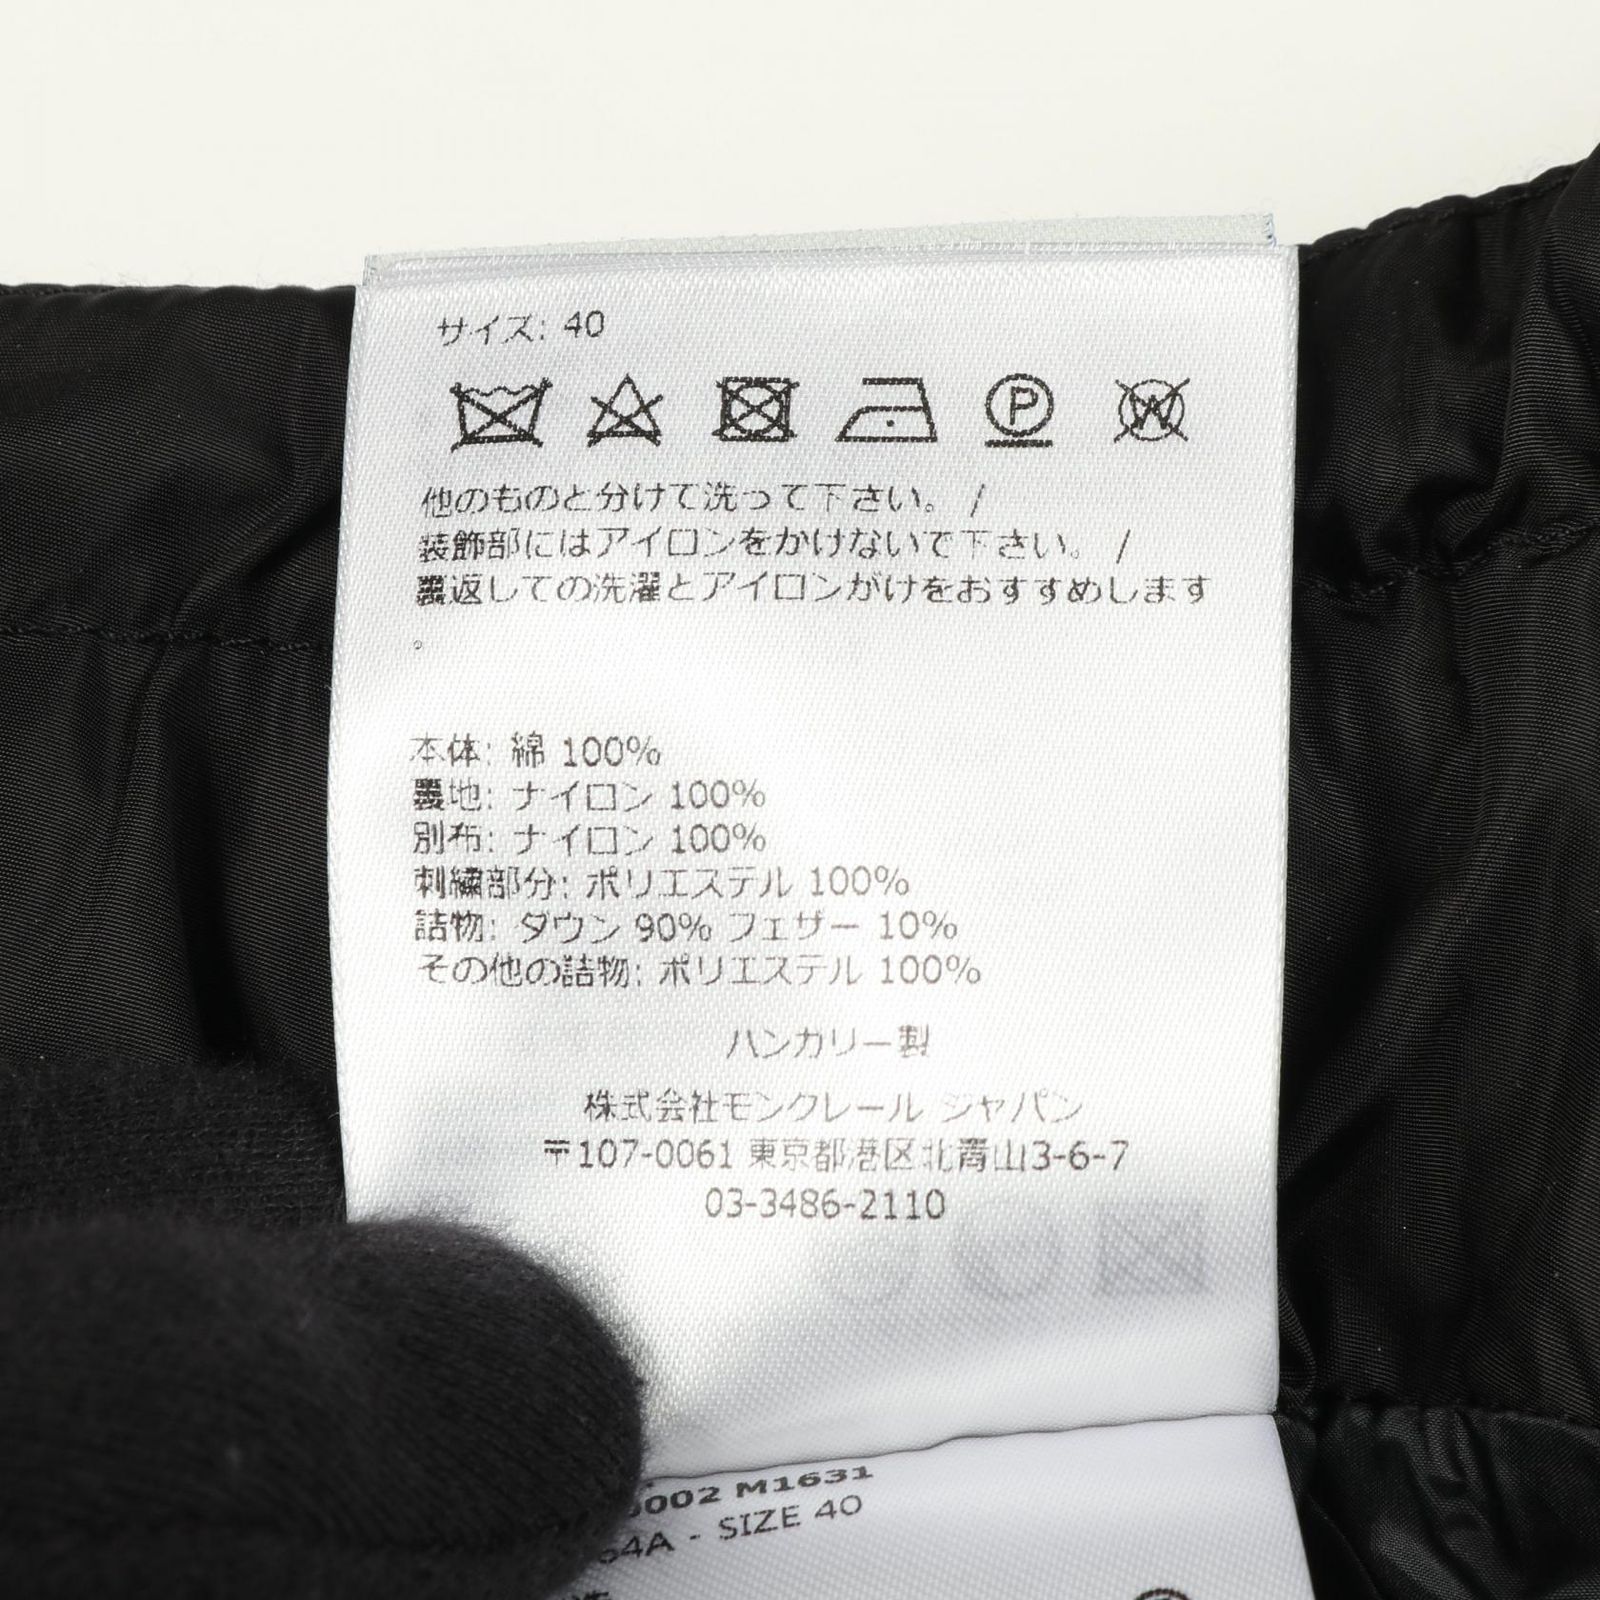 サイズ: 40
P W
他のものと分けて洗って下さい。 /
装飾部にはアイロンをかけないで下さい。 /
裏返しての洗濯とアイロンがけをおすすめします
。
本体: 綿 100%
裏地: ナイロン 100%
別布: ナイロン 100%
刺繍部分: ポリエステル 100%
詰物: ダウン 90% フェザー 10%
その他の詰物: ポリエステル 100%
ハンガリー製
株式会社モンクレール ジャパン
〒107-0061 東京都港区北青山3-6-7
03-3486-2110
002 M1631
64A - SIZE 40